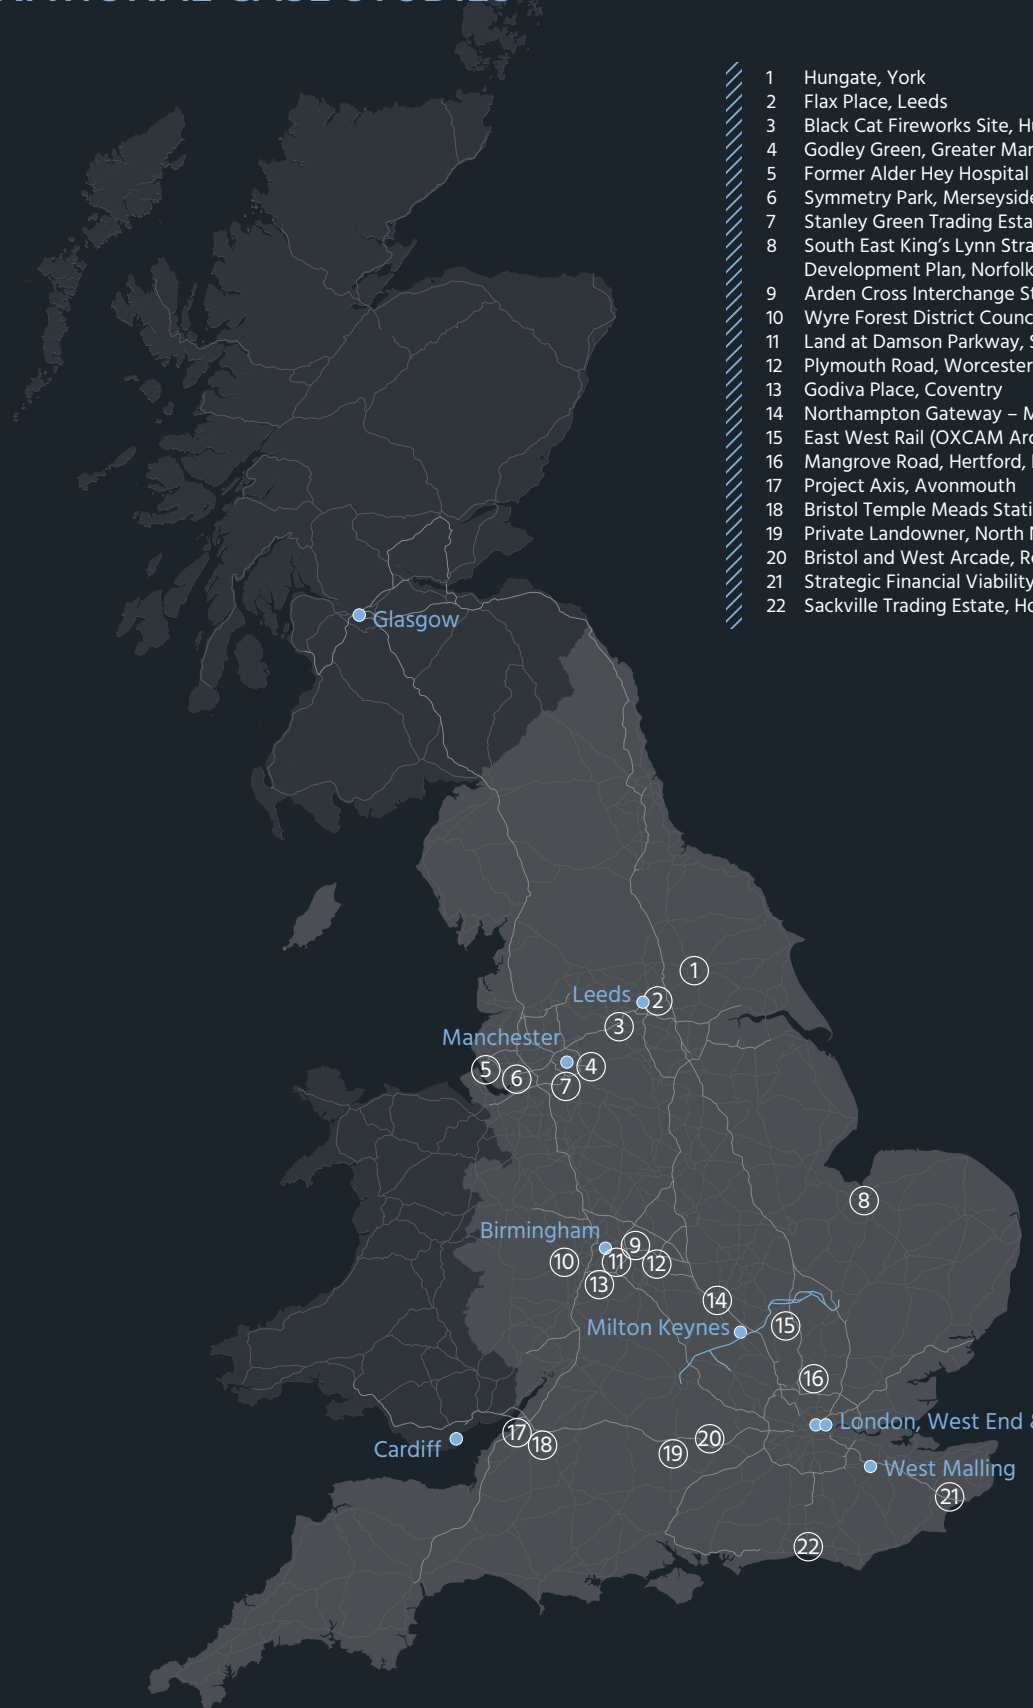 NATIONAL CASE STUDIES
1 Hungate, York
2 Flax Place, Leeds
3 Black Cat Fireworks Site,
4 Godley Green, Greater
5 Former Alder Hey Hospital
6 Symmetry Park, Merseyside
7 Stanley Green Trading
8 South East King's Lynn
Development Plan, Norfolk
9 Arden Cross Interchange
10 Wyre Forest District
11 Land at Damson Parkway,
12 Plymouth Road,
13 Godiva Place, Coventry
14 Northampton Gateway –
15 East West Rail (OXCAM
16 Mangrove Road, Hertford,
17 Project Axis, Avonmouth
18 Bristol Temple Meads
19 Private Landowner, North
20 Bristol and West Arcade,
21 Strategic Financial Viability
22 Sackville Trading Estate,
Glasgow
1
Leeds
2
3
Manchester
4
5
6
7
8
Birmingham
9
10
11
12
13
14
Milton Keynes
15
16
London, West End
17
18
20
19
Cardiff
West Malling
21
22